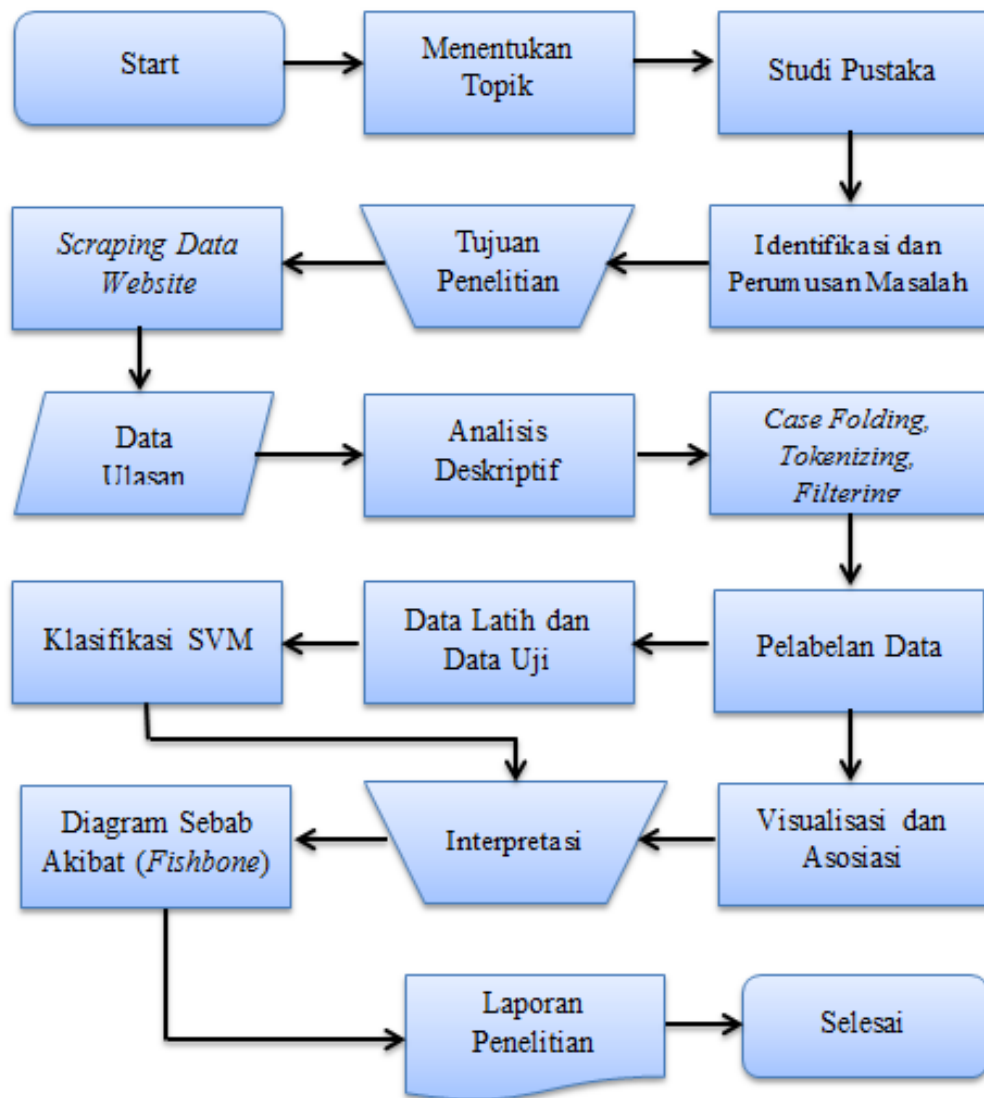 Start
Menentukan
Topik
Studi Pustaka
Identifikasi dan
Perumusan Masalah
Tujuan
Penelitian
Scraping Data
Website
Data
Ulasan
Analisis
Deskriptif
Case Folding,
Tokenizing,
Filtering
Pelabelan Data
Data Latih dan
Data Uji
Klasifikasi SVM
Visualisasi dan
Asosiasi
Interpretasi
Diagram Sebab
Akibat (Fishbone)
Laporan
Penelitian
Selesai